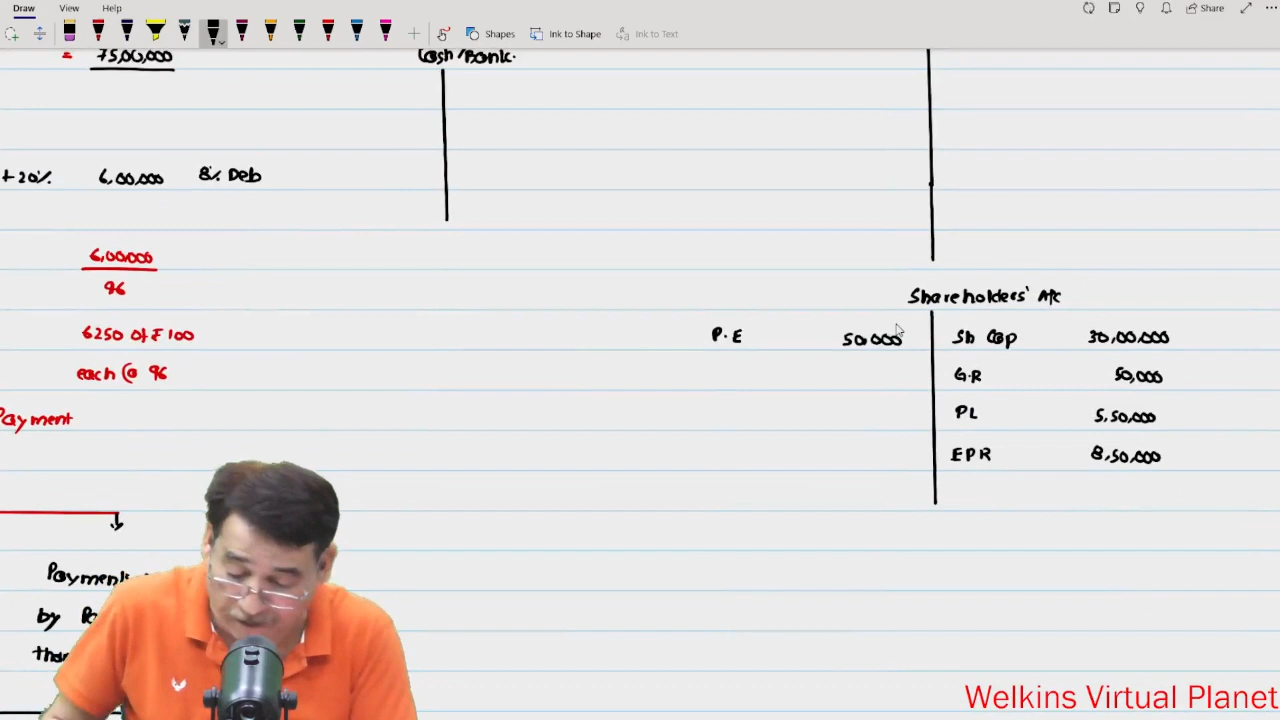 Draw View Help
Share
Shapes Ink to Shape Ink to Text
= 75,00,000
Cash/Bank.
+20% 6,00,000 8% Deb
6,00,000
96
6250 of ₹100
each @ 96
Payment
Shareholders' A/c
P.E 50,000 Sh Cap 30,00,000
G.R 50,000
PL 5,50,000
EPR 8,50,000
by
Welkins Virtual Planet